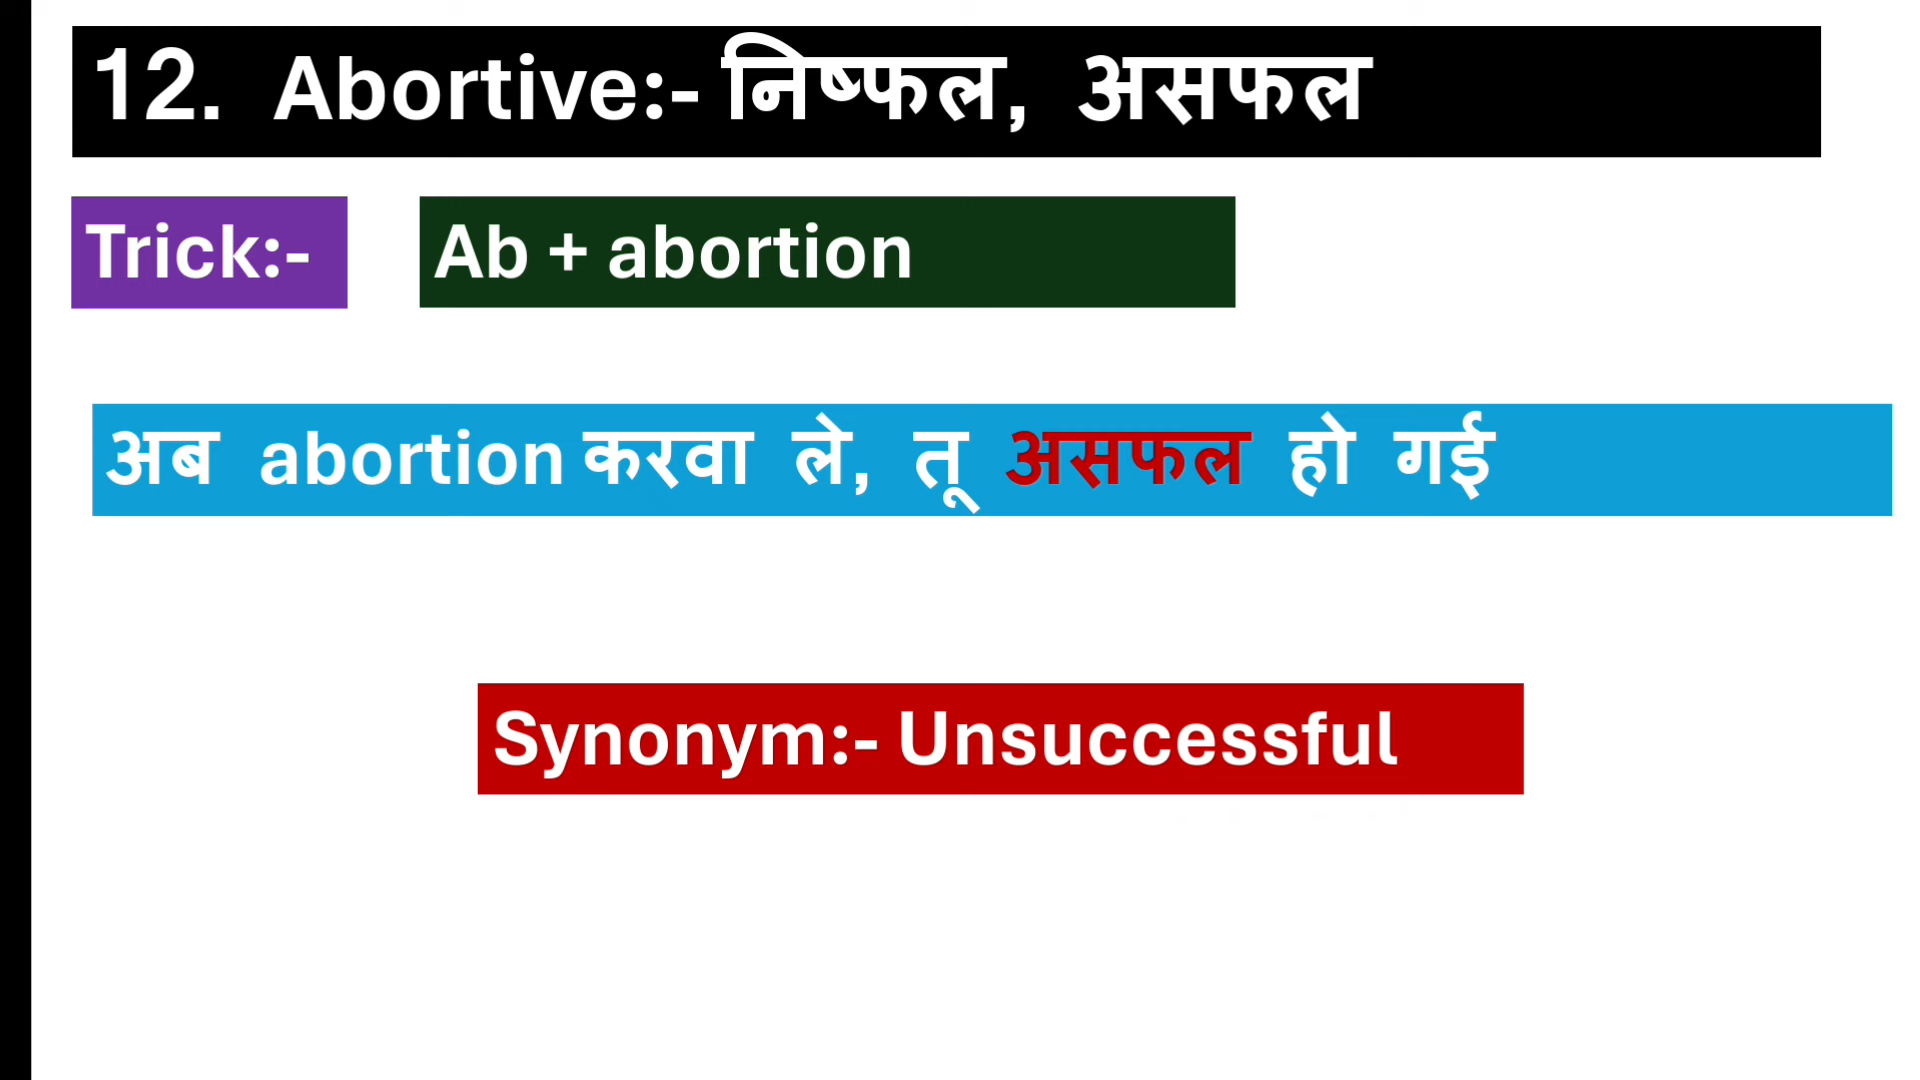 12. Abortive:- निष्फल, असफल
Trick:- Ab + abortion
अब abortion करवा ले, तू असफल हो गई
Synonym:- Unsuccessful